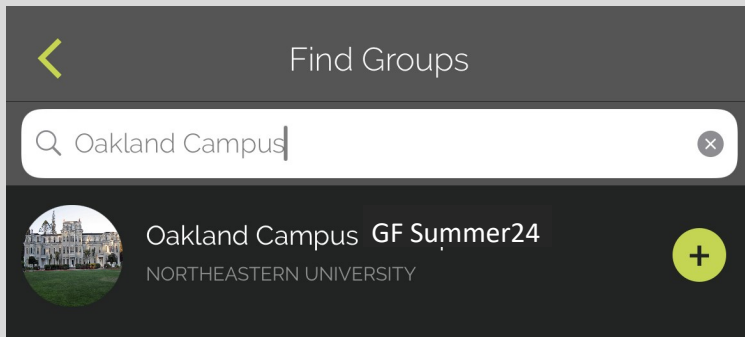 Find Groups
Oakland Campus
Oakland Campus GF Summer24
NORTHEASTERN UNIVERSITY